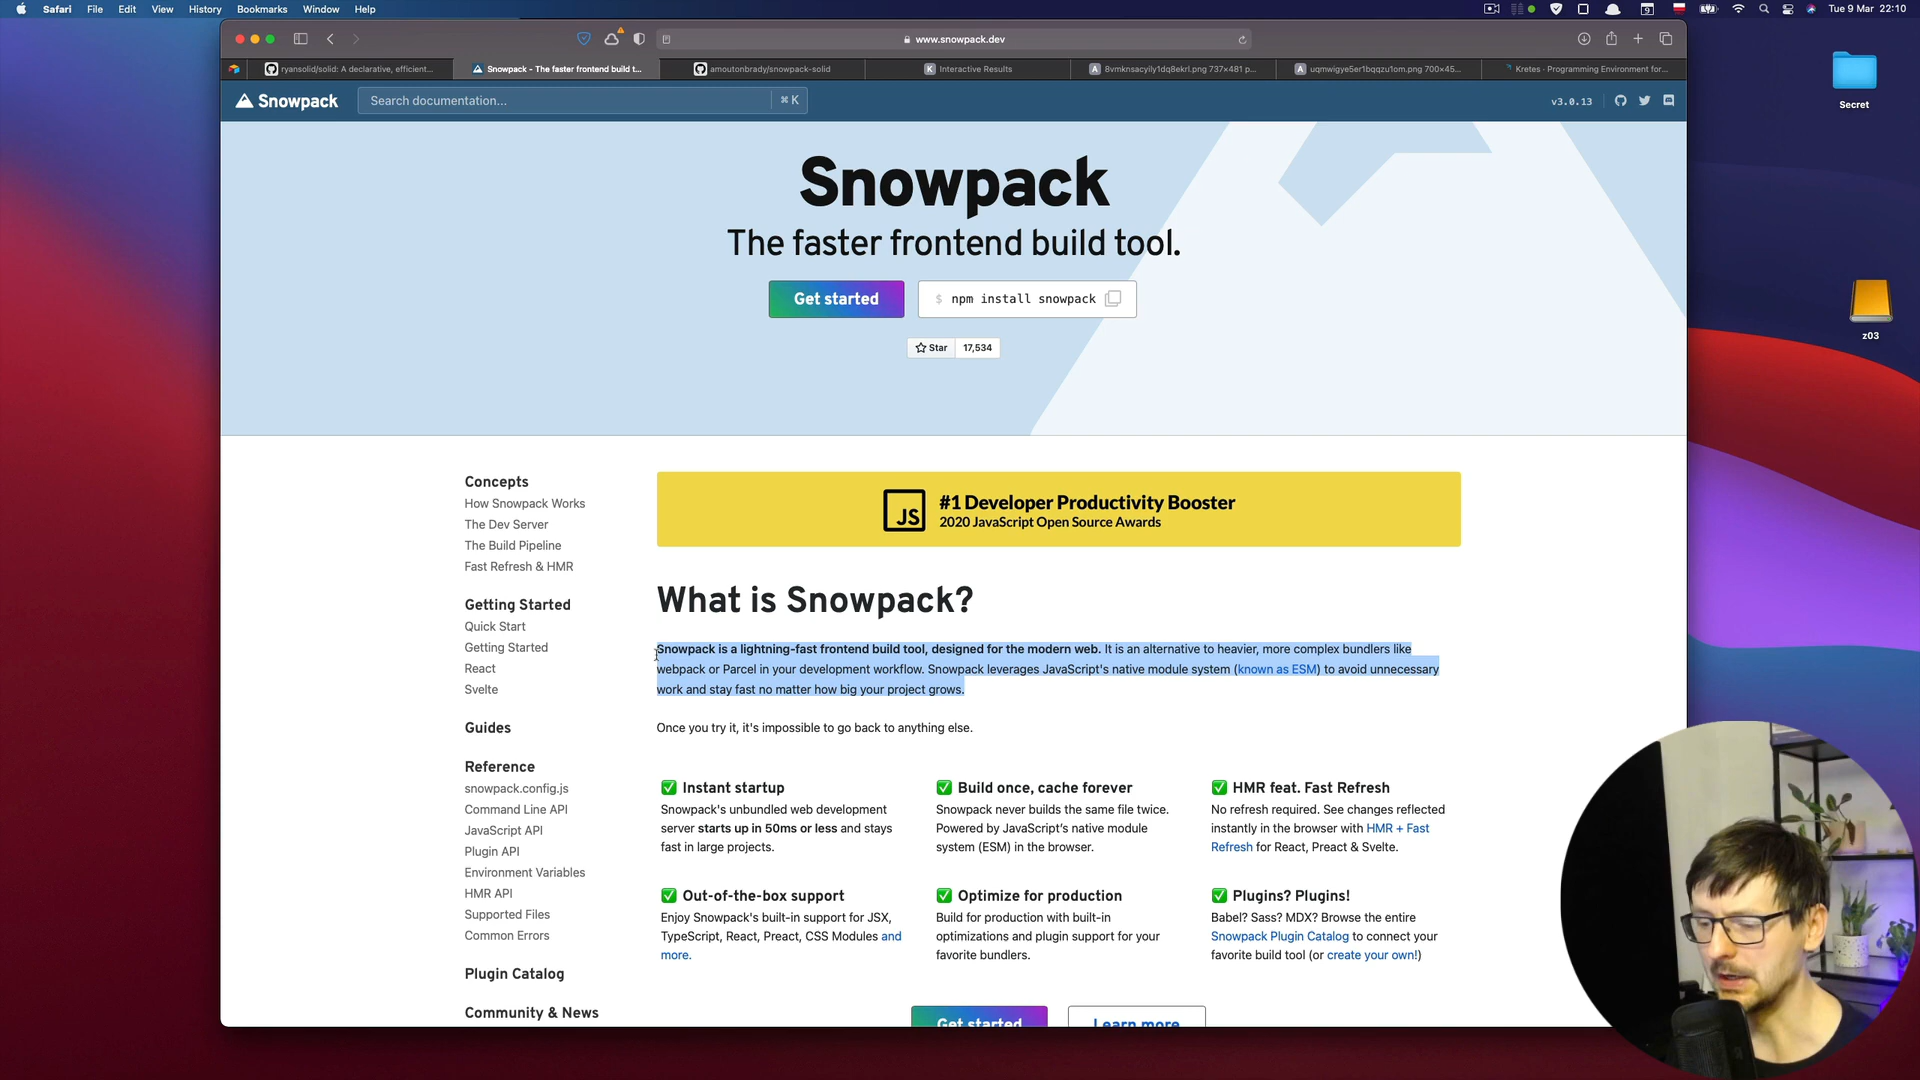 Safari File Edit View History Bookmarks Window Help
9 Tue 9 Mar 22:10
www.snowpack.dev
ryansolid/solid: A declarative, efficient...
Snowpack - The faster frontend build t...
amoutonbrady/snowpack-solid
K Interactive Results
A 8vmknsacyily1dq8ekrl.png 737×481 p...
A uqmwigye5er1bqqzu1om.png 700×45...
Kretes · Programming Environment for...
Snowpack
Search documentation...
⌘ K
v3.0.13
Secret
z03
Snowpack
The faster frontend build tool.
Get started
$ npm install snowpack
Star 17,534
Concepts
How Snowpack Works
The Dev Server
The Build Pipeline
Fast Refresh & HMR
Getting Started
Quick Start
Getting Started
React
Svelte
Guides
Reference
snowpack.config.js
Command Line API
JavaScript API
Plugin API
Environment Variables
HMR API
Supported Files
Common Errors
Plugin Catalog
Community & News
JS
#1 Developer Productivity Booster
2020 JavaScript Open Source Awards
What is Snowpack?
Snowpack is a lightning-fast frontend build tool, designed for the modern web. It is an alternative to heavier, more complex bundlers like
webpack or Parcel in your development workflow. Snowpack leverages JavaScript's native module system (known as ESM) to avoid unnecessary
work and stay fast no matter how big your project grows.
Once you try it, it's impossible to go back to anything else.
✅ Instant startup
Snowpack's unbundled web development
server starts up in 50ms or less and stays
fast in large projects.
✅ Build once, cache forever
Snowpack never builds the same file twice.
Powered by JavaScript's native module
system (ESM) in the browser.
✅ HMR feat. Fast Refresh
No refresh required. See changes reflected
instantly in the browser with HMR + Fast
Refresh for React, Preact & Svelte.
✅ Out-of-the-box support
Enjoy Snowpack's built-in support for JSX,
TypeScript, React, Preact, CSS Modules and
more.
✅ Optimize for production
Build for production with built-in
optimizations and plugin support for your
favorite bundlers.
✅ Plugins? Plugins!
Babel? Sass? MDX? Browse the entire
Snowpack Plugin Catalog to connect your
favorite build tool (or create your own!)
Get started
Learn more